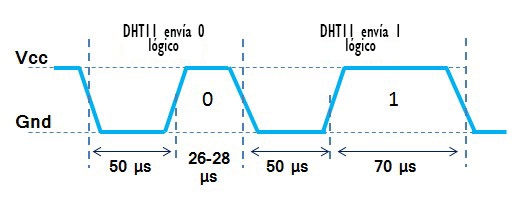 DHT11 envía 0
lógico
DHT11 envía 1
lógico
Vcc
0
1
Gnd
50 μs
26-28
μs
50 μs
70 μs